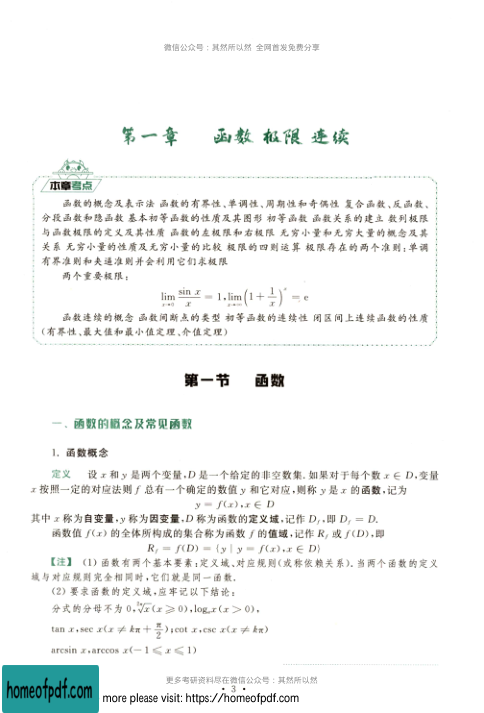 微信公众号：其然所以然 全网首发免费分享
第一章 函数 极限 连续
本章考点
函数的概念及表示法 函数的有界性、单调性、周期性和奇偶性 复合函数、反函数、
分段函数和隐函数 基本初等函数的性质及其图形 初等函数 函数关系的建立 数列极限
与函数极限的定义及其性质 函数的左极限和右极限 无穷小量和无穷大量的概念及其
关系 无穷小量的性质及无穷小量的比较 极限的四则运算 极限存在的两个准则：单调
有界准则和夹逼准则并会利用它们求极限
两个重要极限：
lim_{x→0} sin x / x = 1, lim_{x→∞} (1 + 1/x)^x = e
函数连续的概念 函数间断点的类型 初等函数的连续性 闭区间上连续函数的性质
(有界性、最大值和最小值定理、介值定理)
第一节 函数
一、函数的概念及常见函数
1. 函数概念
定义 设 x 和 y 是两个变量,D 是一个给定的非空数集. 如果对于每个数 x ∈ D,变量
x 按照一定的对应法则 f 总有一个确定的数值 y 和它对应,则称 y 是 x 的函数,记为
y = f(x),x ∈ D
其中 x 称为自变量,y 称为因变量,D 称为函数的定义域,记作 D_f,即 D_f = D.
函数值 f(x) 的全体所构成的集合称为函数 f 的值域,记作 R_f 或 f(D),即
R_f = f(D) = {y | y = f(x),x ∈ D}
【注】 (1) 函数有两个基本要素：定义域、对应规则(或称依赖关系). 当两个函数的定义
域与对应规则完全相同时,它们就是同一函数.
(2) 要求函数的定义域,应牢记以下结论：
分式的分母不为 0,\sqrt[2n]{x}(x ⩾ 0),log_a x(x > 0),
tan x,sec x(x ≠ kπ + π/2);cot x,csc x(x ≠ kπ)
arcsin x,arccos x(−1 ⩽ x ⩽ 1)
更多考研资料尽在微信公众号：其然所以然
• 3 •
homeofpdf.com
more please visit: https://homeofpdf.com